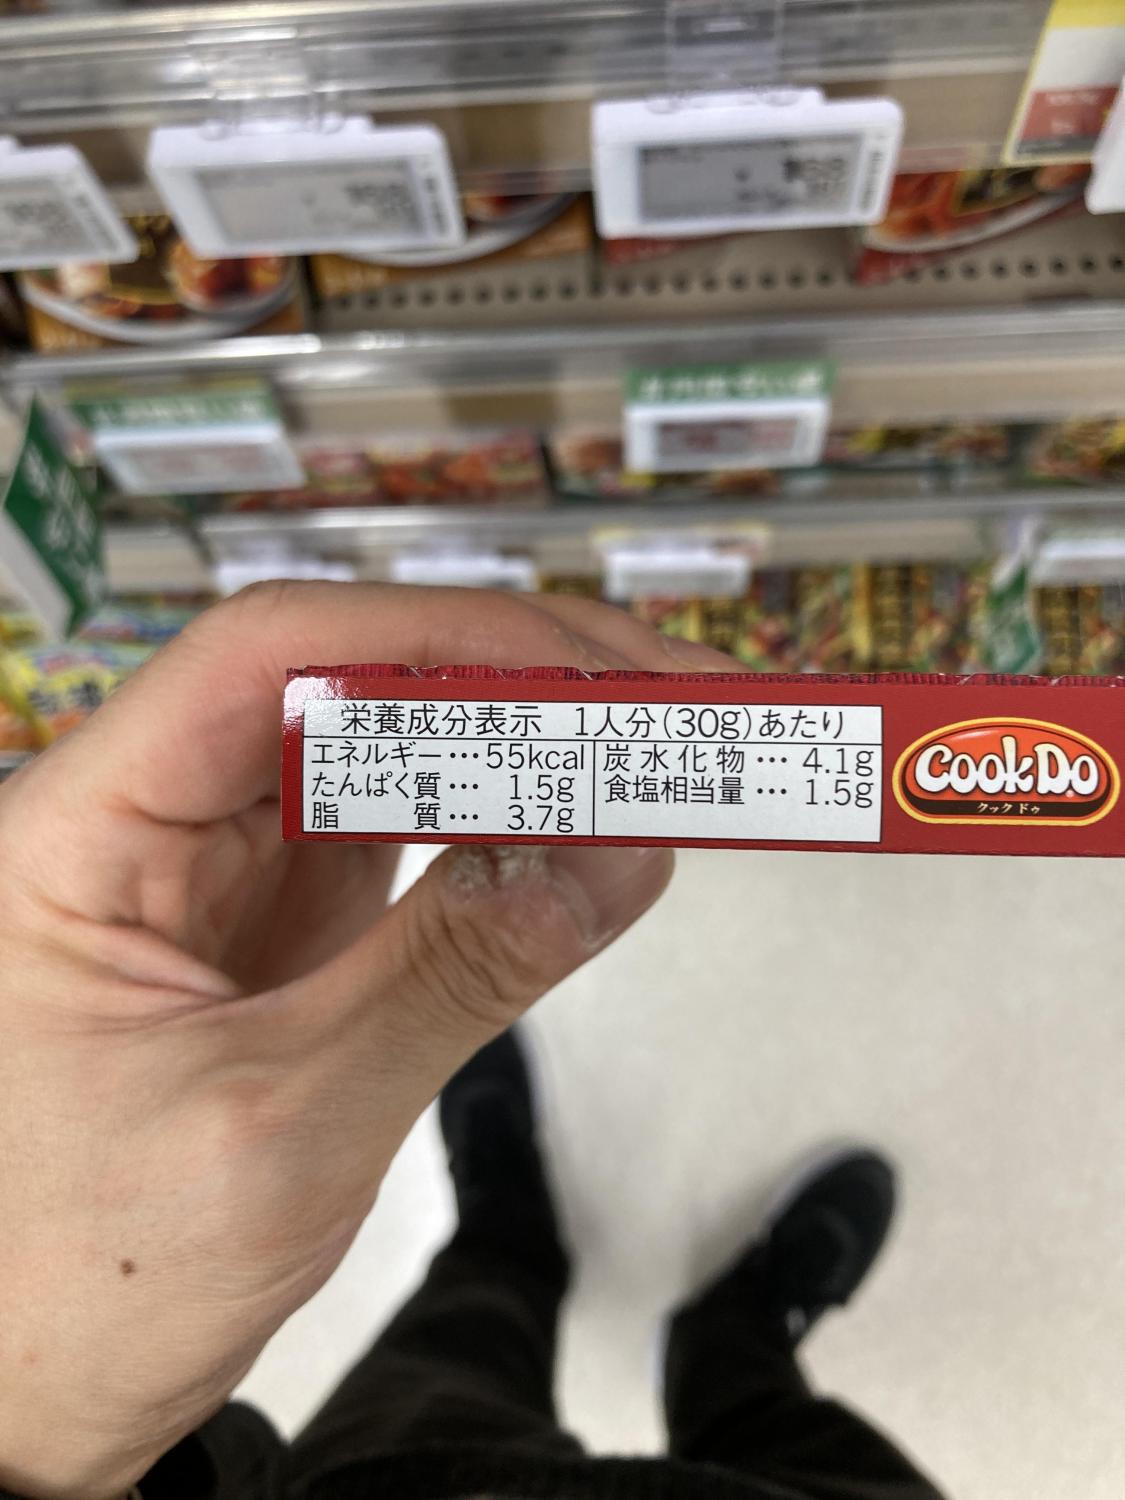 栄養成分表示 1人分(30g)あたり
エネルギー…55kcal
たんぱく質… 1.5g
脂 質… 3.7g
炭水化物… 4.1g
食塩相当量… 1.5g
CookDo
クックドゥ